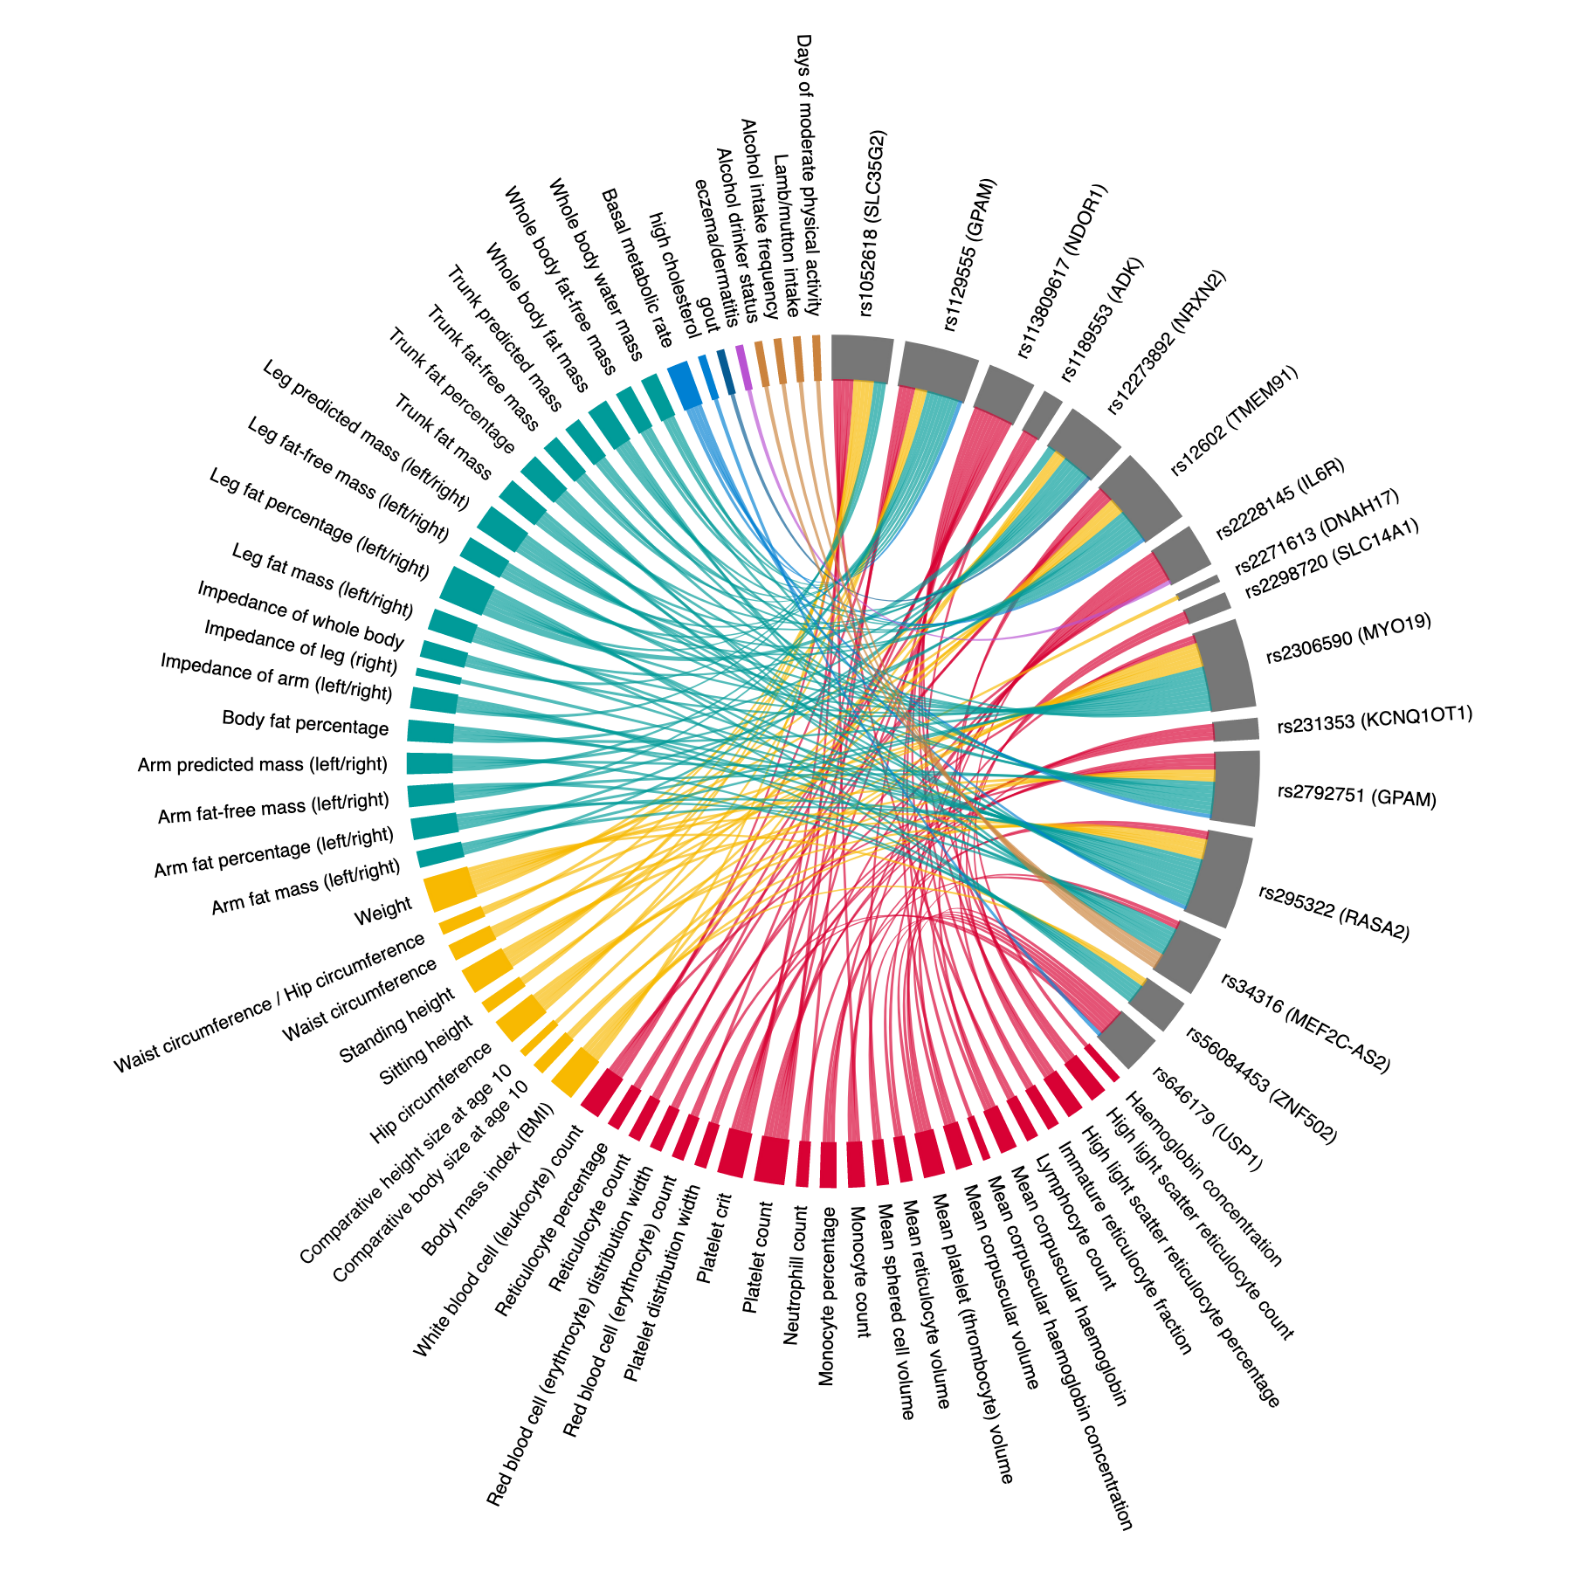 rs1052618 (SLC35G2)
rs1129555 (GPAM)
rs113809617 (NDOR1)
rs1189553 (ADK)
rs12273892 (NRXN2)
rs12602 (TMEM91)
rs2228145 (IL6R)
rs2271613 (DNAH17)
rs2298720 (SLC14A1)
rs2306590 (MYO19)
rs231353 (KCNQ1OT1)
rs2792751 (GPAM)
rs295322 (RASA2)
rs34316 (MEF2C-AS2)
rs56084453 (ZNF502)
rs646179 (USP1)
Haemoglobin concentration
High light scatter reticulocyte count
High light scatter reticulocyte percentage
Immature reticulocyte fraction
Lymphocyte count
Mean corpuscular haemoglobin
Mean corpuscular haemoglobin concentration
Mean corpuscular volume
Mean platelet (thrombocyte) volume
Mean reticulocyte volume
Mean sphered cell volume
Monocyte count
Monocyte percentage
Neutrophill count
Platelet count
Platelet crit
Platelet distribution width
Red blood cell (erythrocyte) count
Red blood cell (erythrocyte) distribution width
Reticulocyte count
Reticulocyte percentage
White blood cell (leukocyte) count
Body mass index (BMI)
Comparative body size at age 10
Comparative height size at age 10
Hip circumference
Sitting height
Standing height
Waist circumference
Waist circumference / Hip circumference
Weight
Arm fat mass (left/right)
Arm fat percentage (left/right)
Arm fat-free mass (left/right)
Arm predicted mass (left/right)
Body fat percentage
Impedance of arm (left/right)
Impedance of leg (right)
Impedance of whole body
Leg fat mass (left/right)
Leg fat percentage (left/right)
Leg fat-free mass (left/right)
Leg predicted mass (left/right)
Trunk fat mass
Trunk fat percentage
Trunk fat-free mass
Trunk predicted mass
Whole body fat mass
Whole body fat-free mass
Whole body water mass
Basal metabolic rate
high cholesterol
gout
eczema/dermatitis
Alcohol drinker status
Alcohol intake frequency
Lamb/mutton intake
Days of moderate physical activity